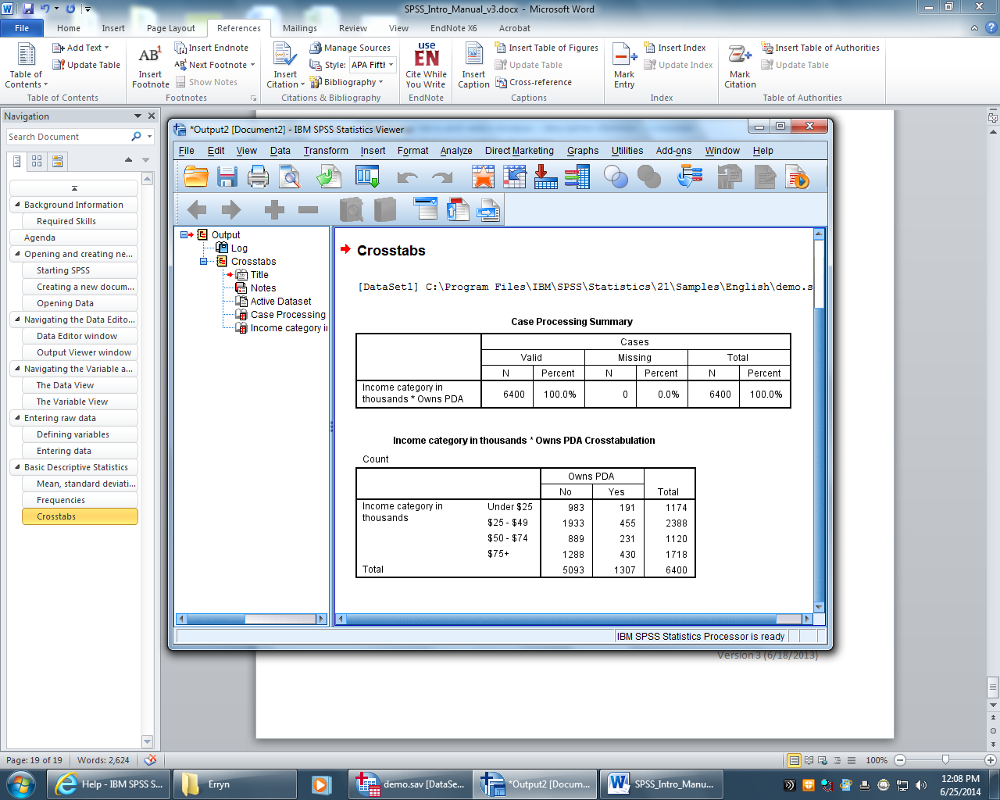 SPSS_Intro_Manual_v3.docx - Microsoft Word
File Home Insert Page Layout References Mailings Review View EndNote X6 Acrobat
Table of Contents
Add Text
Update Table
Table of Contents
AB1
Insert Footnote
Insert Endnote
Next Footnote
Show Notes
Footnotes
Insert Citation
Manage Sources
Style: APA Fifth
Bibliography
Citations & Bibliography
use EN
Cite While You Write
EndNote
Insert Caption
Insert Table of Figures
Update Table
Cross-reference
Captions
Mark Entry
Insert Index
Update Index
Index
Mark Citation
Insert Table of Authorities
Update Table
Table of Authorities
Navigation
Search Document
Background Information
Required Skills
Agenda
Opening and creating ne...
Starting SPSS
Creating a new docum...
Opening Data
Navigating the Data Edito...
Data Editor window
Output Viewer window
Navigating the Variable a...
The Data View
The Variable View
Entering raw data
Defining variables
Entering data
Basic Descriptive Statistics
Mean, standard deviati...
Frequencies
Crosstabs
*Output2 [Document2] - IBM SPSS Statistics Viewer
File Edit View Data Transform Insert Format Analyze Direct Marketing Graphs Utilities Add-ons Window Help
Output
Log
Crosstabs
Title
Notes
Active Dataset
Case Processing
Income category i
Crosstabs
[DataSet1] C:\Program Files\IBM\SPSS\Statistics\21\Samples\English\demo.s
Case Processing Summary
Cases
Valid Missing Total
N Percent N Percent N Percent
Income category in thousands * Owns PDA 6400 100.0% 0 0.0% 6400 100.0%
Income category in thousands * Owns PDA Crosstabulation
Count
Owns PDA
No Yes Total
Income category in thousands Under $25 983 191 1174
$25 - $49 1933 455 2388
$50 - $74 889 231 1120
$75+ 1288 430 1718
Total 5093 1307 6400
IBM SPSS Statistics Processor is ready
Version 3 (6/18/2013)
Page: 19 of 19 Words: 2,624 100%
Help - IBM SPSS S... Erryn demo.sav [DataSe... *Output2 [Docum... SPSS_Intro_Manu...
12:08 PM
6/25/2014